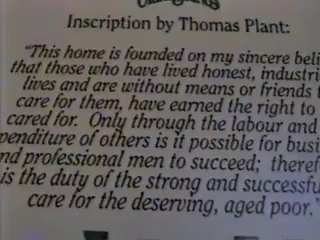 Inscription by Thomas Plant:
"This home is founded on my sincere beli
that those who have lived honest, industri
lives and are without means or friends t
care for them, have earned the right to
cared for. Only through the labour and
penditure of others is it possible for busi
nd professional men to succeed; theref
is the duty of the strong and successfu
care for the deserving, aged poor."